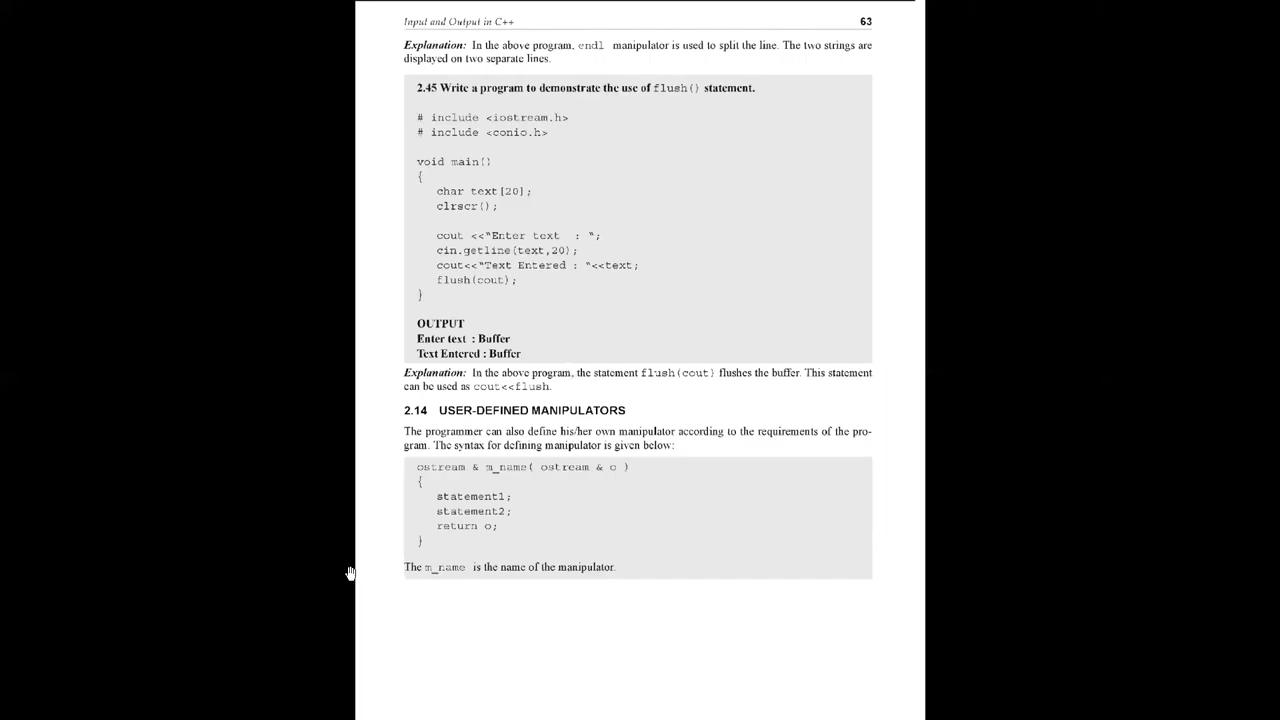 Input and Output in C++ 63
Explanation: In the above program, endl manipulator is used to split the line. The two strings are
displayed on two separate lines.
2.45 Write a program to demonstrate the use of flush() statement.
# include <iostream.h>
# include <conio.h>
void main()
{
char text[20];
clrscr();
cout <<“Enter text : “;
cin.getline(text,20);
cout<<“Text Entered : “<<text;
flush(cout);
}
OUTPUT
Enter text : Buffer
Text Entered : Buffer
Explanation: In the above program, the statement flush(cout) flushes the buffer. This statement
can be used as cout<<flush.
2.14 USER-DEFINED MANIPULATORS
The programmer can also define his/her own manipulator according to the requirements of the pro-
gram. The syntax for defining manipulator is given below:
ostream & m_name( ostream & o )
{
statement1;
statement2;
return o;
}
The m_name is the name of the manipulator.